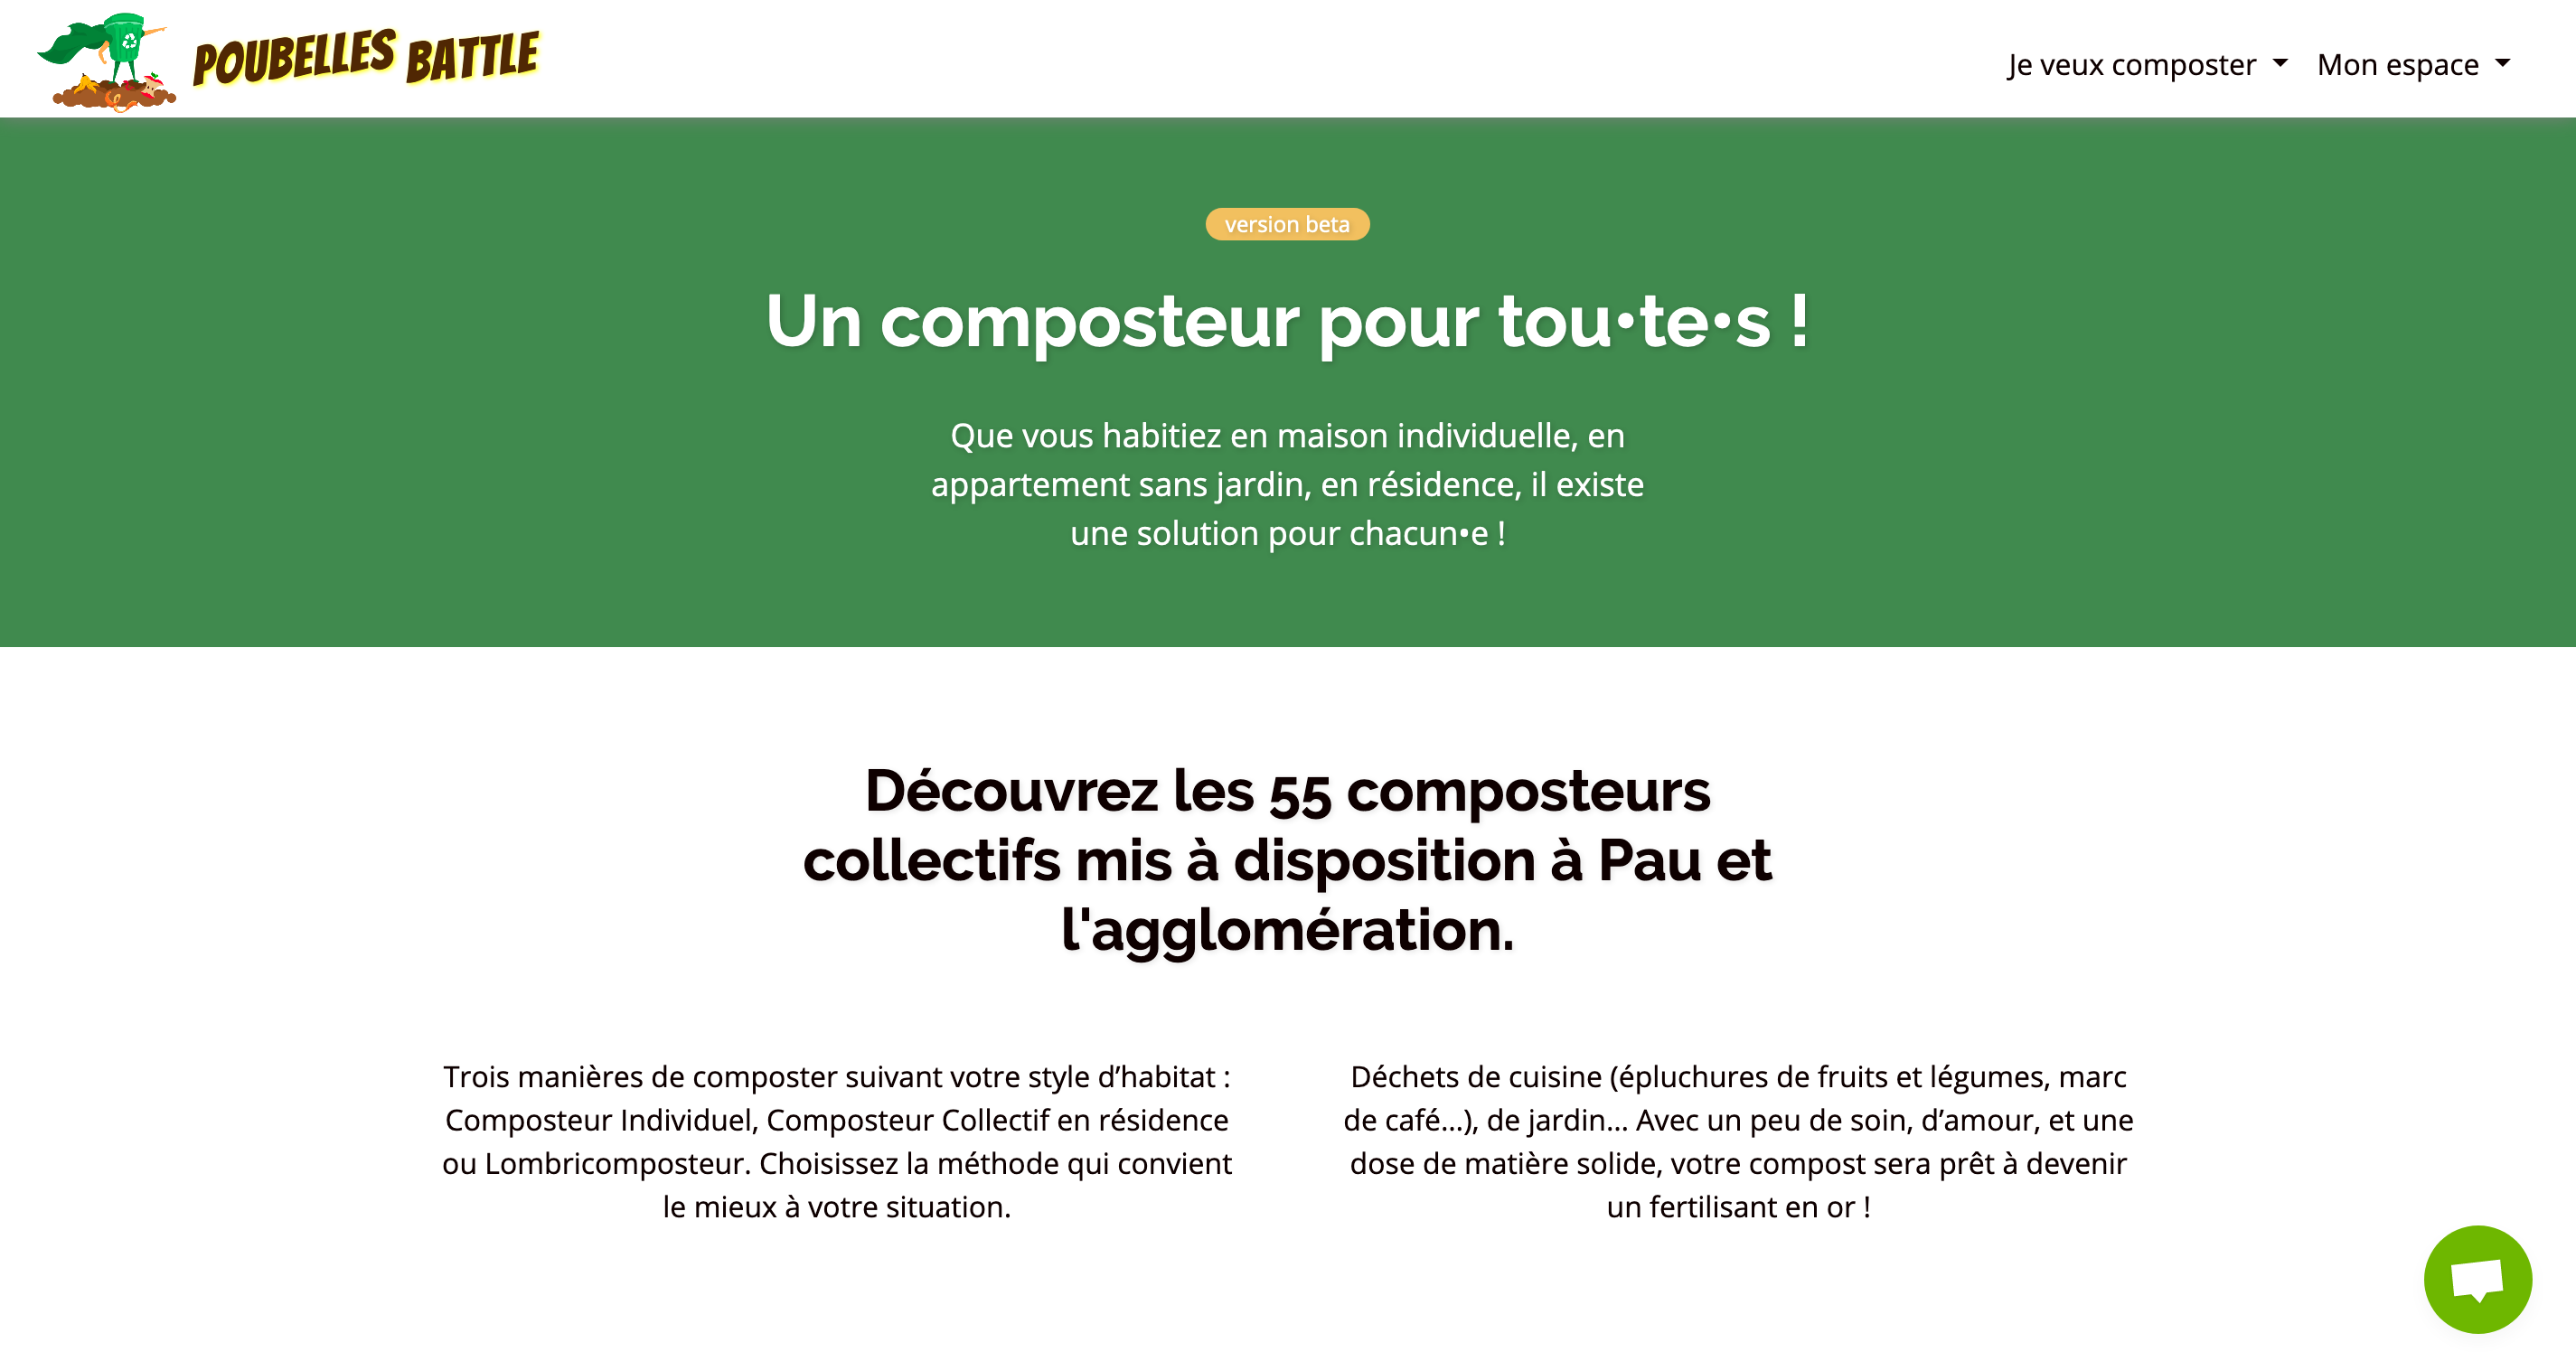 POUBELLES BATTLE
Je veux composter
Mon espace
version beta
Un composteur pour tou•te•s !
Que vous habitiez en maison individuelle, en
appartement sans jardin, en résidence, il existe
une solution pour chacun•e !
Découvrez les 55 composteurs
collectifs mis à disposition à Pau et
l'agglomération.
Trois manières de composter suivant votre style d’habitat :
Composteur Individuel, Composteur Collectif en résidence
ou Lombricomposteur. Choisissez la méthode qui convient
le mieux à votre situation.
Déchets de cuisine (épluchures de fruits et légumes, marc
de café...), de jardin... Avec un peu de soin, d’amour, et une
dose de matière solide, votre compost sera prêt à devenir
un fertilisant en or !